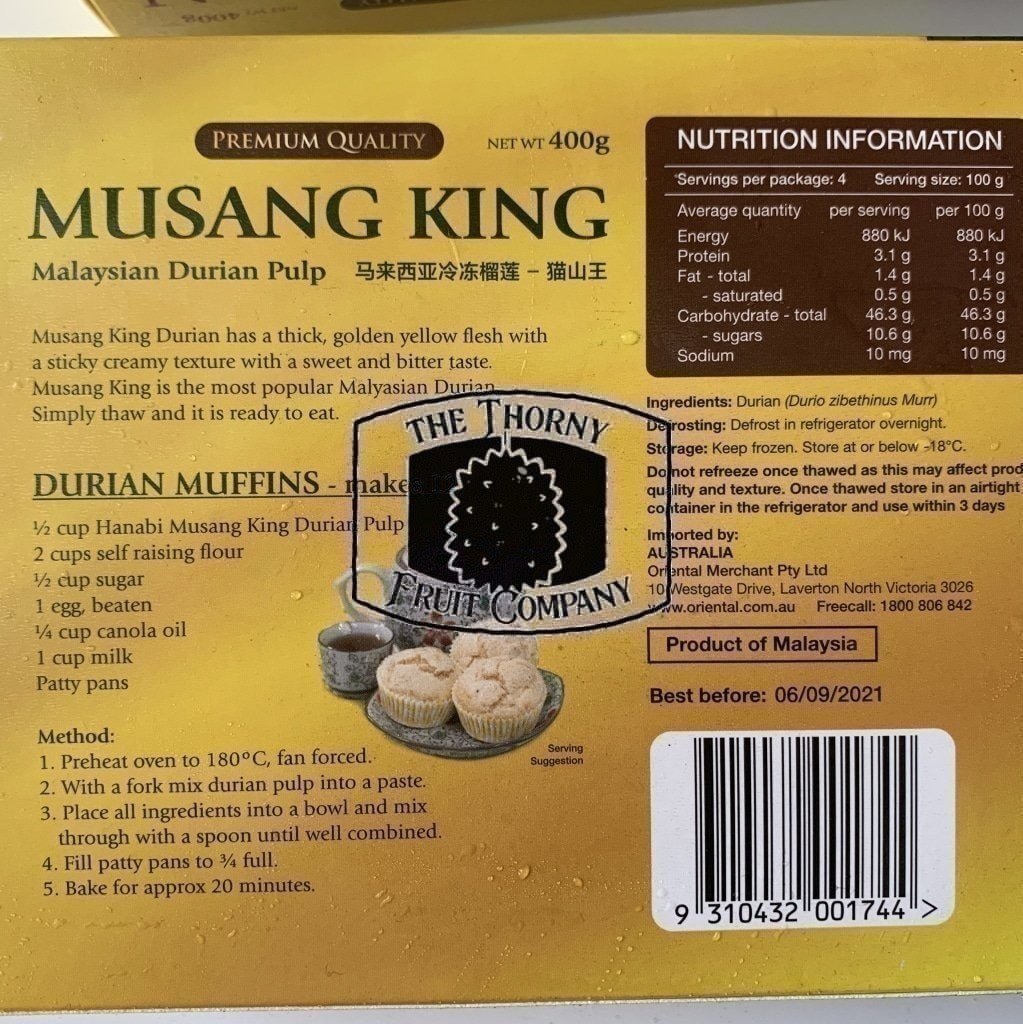 400g
PREMIUM QUALITY
NET WT 400g
MUSANG KING
Malaysian Durian Pulp 马来西亚冷冻榴莲 – 猫山王
Musang King Durian has a thick, golden yellow flesh with
a sticky creamy texture with a sweet and bitter taste.
Musang King is the most popular Malyasian Durian.
Simply thaw and it is ready to eat.
DURIAN MUFFINS - makes
½ cup Hanabi Musang King Durian Pulp
2 cups self raising flour
½ cup sugar
1 egg, beaten
¼ cup canola oil
1 cup milk
Patty pans
Method:
1. Preheat oven to 180°C, fan forced.
2. With a fork mix durian pulp into a paste.
3. Place all ingredients into a bowl and mix
through with a spoon until well combined.
4. Fill patty pans to ¾ full.
5. Bake for approx 20 minutes.
Serving
Suggestion
THE THORNY
FRUIT COMPANY
NUTRITION INFORMATION
Servings per package: 4 Serving size: 100 g
Average quantity per serving per 100 g
Energy 880 kJ 880 kJ
Protein 3.1 g 3.1 g
Fat - total 1.4 g 1.4 g
- saturated 0.5 g 0.5 g
Carbohydrate - total 46.3 g 46.3 g
- sugars 10.6 g 10.6 g
Sodium 10 mg 10 mg
Ingredients: Durian (Durio zibethinus Murr)
Defrosting: Defrost in refrigerator overnight.
Storage: Keep frozen. Store at or below -18°C.
Do not refreeze once thawed as this may affect prod
quality and texture. Once thawed store in an airtight
container in the refrigerator and use within 3 days
Imported by:
AUSTRALIA
Oriental Merchant Pty Ltd
10 Westgate Drive, Laverton North Victoria 3026
www.oriental.com.au Freecall: 1800 806 842
Product of Malaysia
Best before: 06/09/2021
9 310432 001744 >